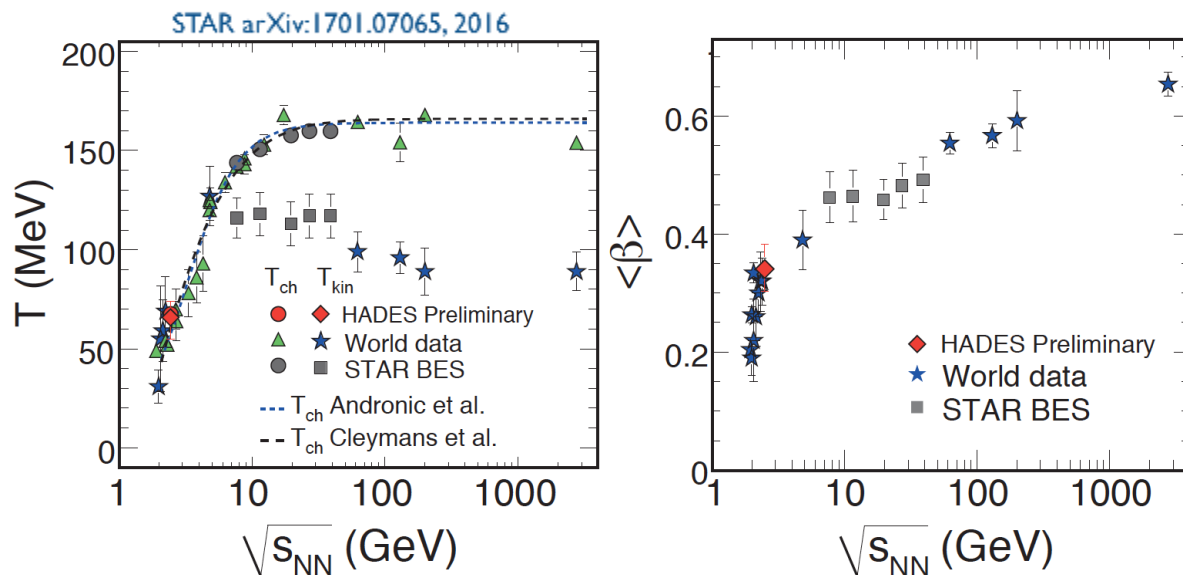 STAR arXiv:1701.07065, 2016
200
150
100
50
0
T (MeV)
T_ch T_kin
HADES Preliminary
World data
STAR BES
T_ch Andronic et al.
T_ch Cleymans et al.
1 10 100 1000
√s_NN (GeV)
0.6
0.4
0.2
0
<β>
HADES Preliminary
World data
STAR BES
1 10 100 1000
√s_NN (GeV)